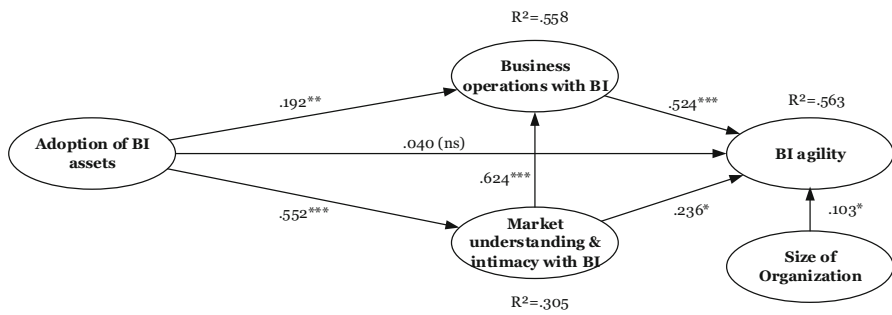 R²=.558
Business
operations with BI
.192**
.524***
R²=.563
Adoption of BI
assets
.040 (ns)
BI agility
.624***
.552***
Market
understanding &
intimacy with BI
.236*
.103*
Size of
Organization
R²=.305